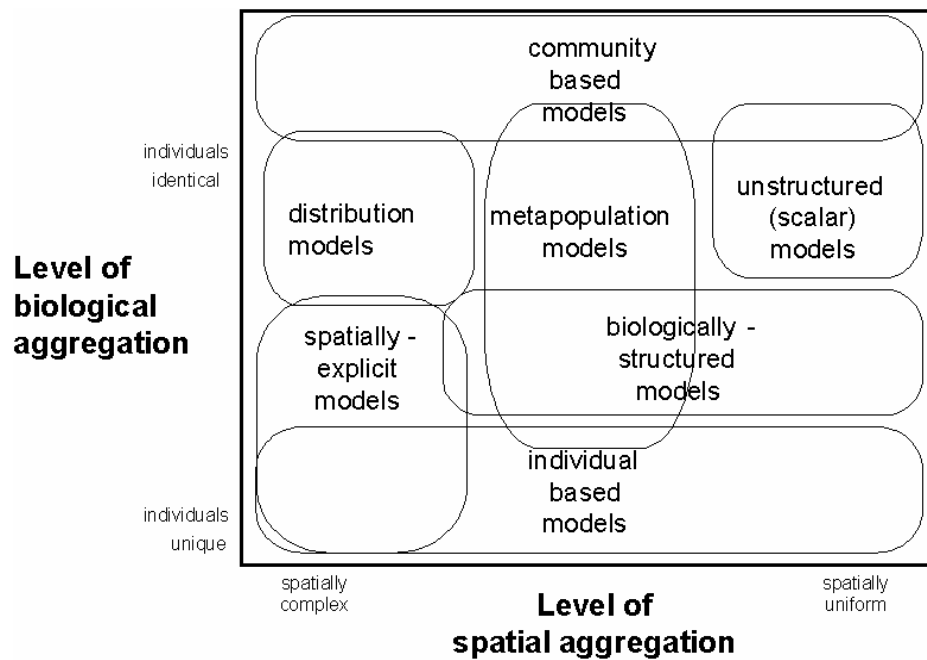 community
based
models
individuals
identical
distribution
models
metapopulation
models
unstructured
(scalar)
models
Level of
biological
aggregation
spatially -
explicit
models
biologically -
structured
models
individual
based
models
individuals
unique
spatially
complex
Level of
spatial aggregation
spatially
uniform